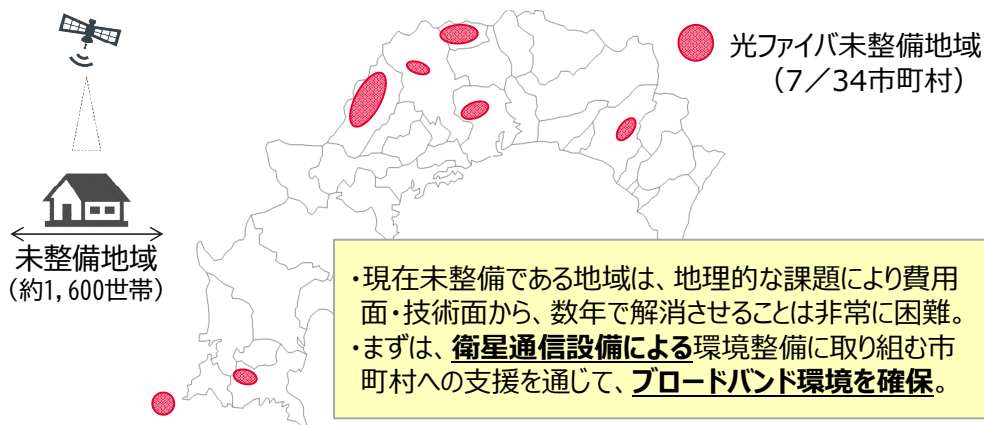 光ファイバ未整備地域
（7／34市町村）
未整備地域
（約1,600世帯）
・現在未整備である地域は、地理的な課題により費用
面・技術面から、数年で解消させることは非常に困難。
・まずは、衛星通信設備による環境整備に取り組む市
町村への支援を通じて、ブロードバンド環境を確保。